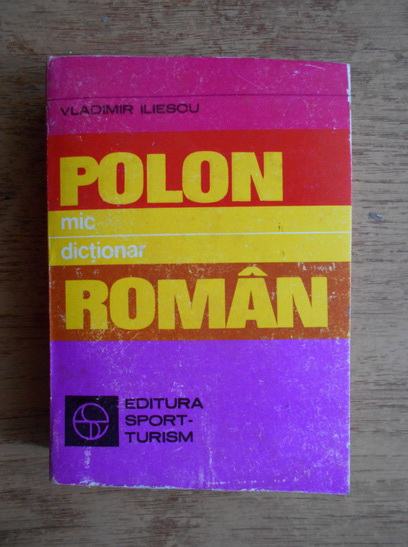 VLADIMIR ILIESCU
POLON
mic
dicționar
ROMÂN
EDITURA
SPORT-
TURISM